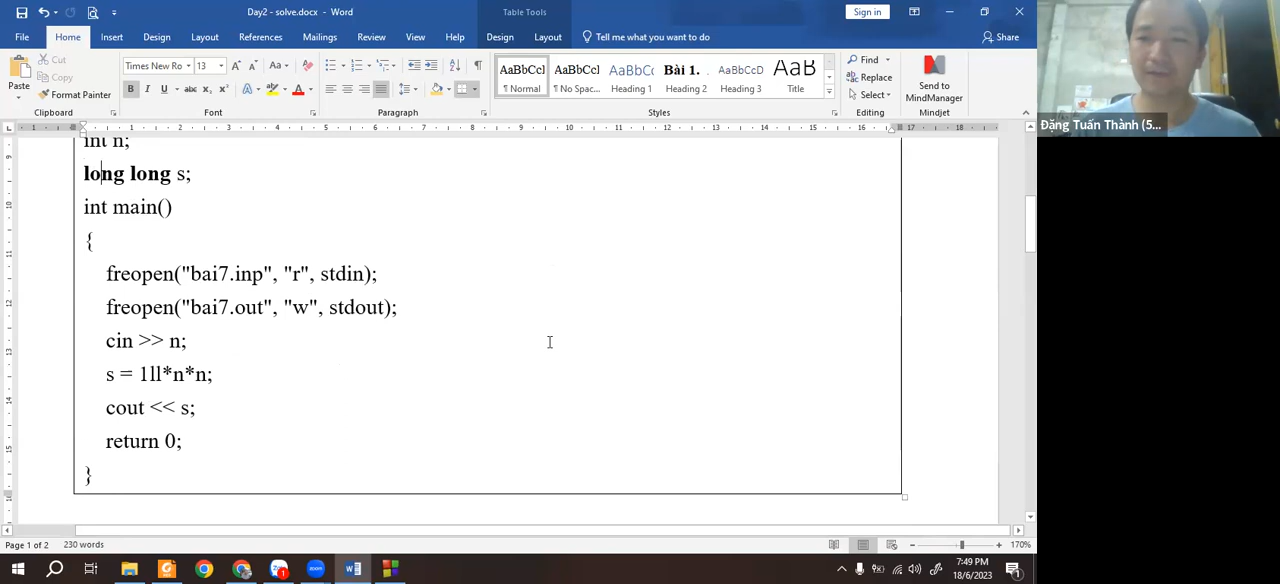 Day2 - solve.docx - Word
Table Tools
Sign in
File
Home
Insert
Design
Layout
References
Mailings
Review
View
Help
Design
Layout
Tell me what you want to do
Share
Paste
Cut
Copy
Format Painter
Clipboard
Times New Ro
13
Font
Paragraph
AaBbCcl
¶ Normal
AaBbCcl
¶ No Spac...
AaBbCc
Heading 1
Bài 1.
Heading 2
AaBbCcD
Heading 3
AaB
Title
Styles
Find
Replace
Select
Editing
Send to
MindManager
Mindjet
Đặng Tuấn Thành (5...
int n;
long long s;
int main()
{
freopen("bai7.inp", "r", stdin);
freopen("bai7.out", "w", stdout);
cin >> n;
s = 1ll*n*n;
cout << s;
return 0;
}
Page 1 of 2
230 words
170%
7:49 PM
18/6/2023